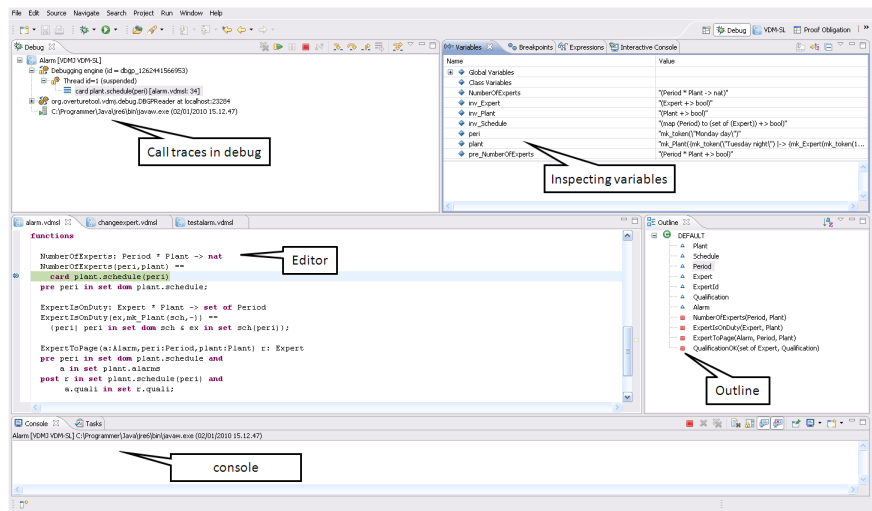 File Edit Source Navigate Search Project Run Window Help
Debug VDM-SL Proof Obligation »
Debug
Alarm [VDMJ VDM-SL]
Debugging engine (id = dbgp_1262441566953)
Thread id=1 (suspended)
card plant.schedule(peri) [alarm.vdmsl: 34]
org.overturetool.vdmj.debug.DBGPReader at localhost:23284
C:\Programmer\Java\jre6\bin\javaw.exe (02/01/2010 15.12.47)
Call traces in debug
Variables Breakpoints Expressions Interactive Console
Name Value
Global Variables
Class Variables
NumberOfExperts "(Period * Plant -> nat)"
inv_Expert "(Expert +> bool)"
inv_Plant "(Plant +> bool)"
inv_Schedule "(map (Period) to (set of (Expert)) +> bool)"
peri "mk_token(\"Monday day\")"
plant "mk_Plant({mk_token(\"Tuesday night\") |-> {mk_Expert(mk_token(1...
pre_NumberOfExperts "(Period * Plant +> bool)"
Inspecting variables
alarm.vdmsl changeexpert.vdmsl testalarm.vdmsl
functions
NumberOfExperts: Period * Plant -> nat
NumberOfExperts(peri,plant) ==
card plant.schedule(peri)
pre peri in set dom plant.schedule;
ExpertIsOnDuty: Expert * Plant -> set of Period
ExpertIsOnDuty(ex,mk_Plant(sch,-)) ==
{peri| peri in set dom sch & ex in set sch(peri)};
ExpertToPage(a:Alarm,peri:Period,plant:Plant) r: Expert
pre peri in set dom plant.schedule and
a in set plant.alarms
post r in set plant.schedule(peri) and
a.quali in set r.quali;
Editor
Outline
DEFAULT
Plant
Schedule
Period
Expert
ExpertId
Qualification
Alarm
NumberOfExperts(Period, Plant)
ExpertIsOnDuty(Expert, Plant)
ExpertToPage(Alarm, Period, Plant)
QualificationOK(set of Expert, Qualification)
Outline
Console Tasks
Alarm [VDMJ VDM-SL] C:\Programmer\Java\jre6\bin\javaw.exe (02/01/2010 15.12.47)
console